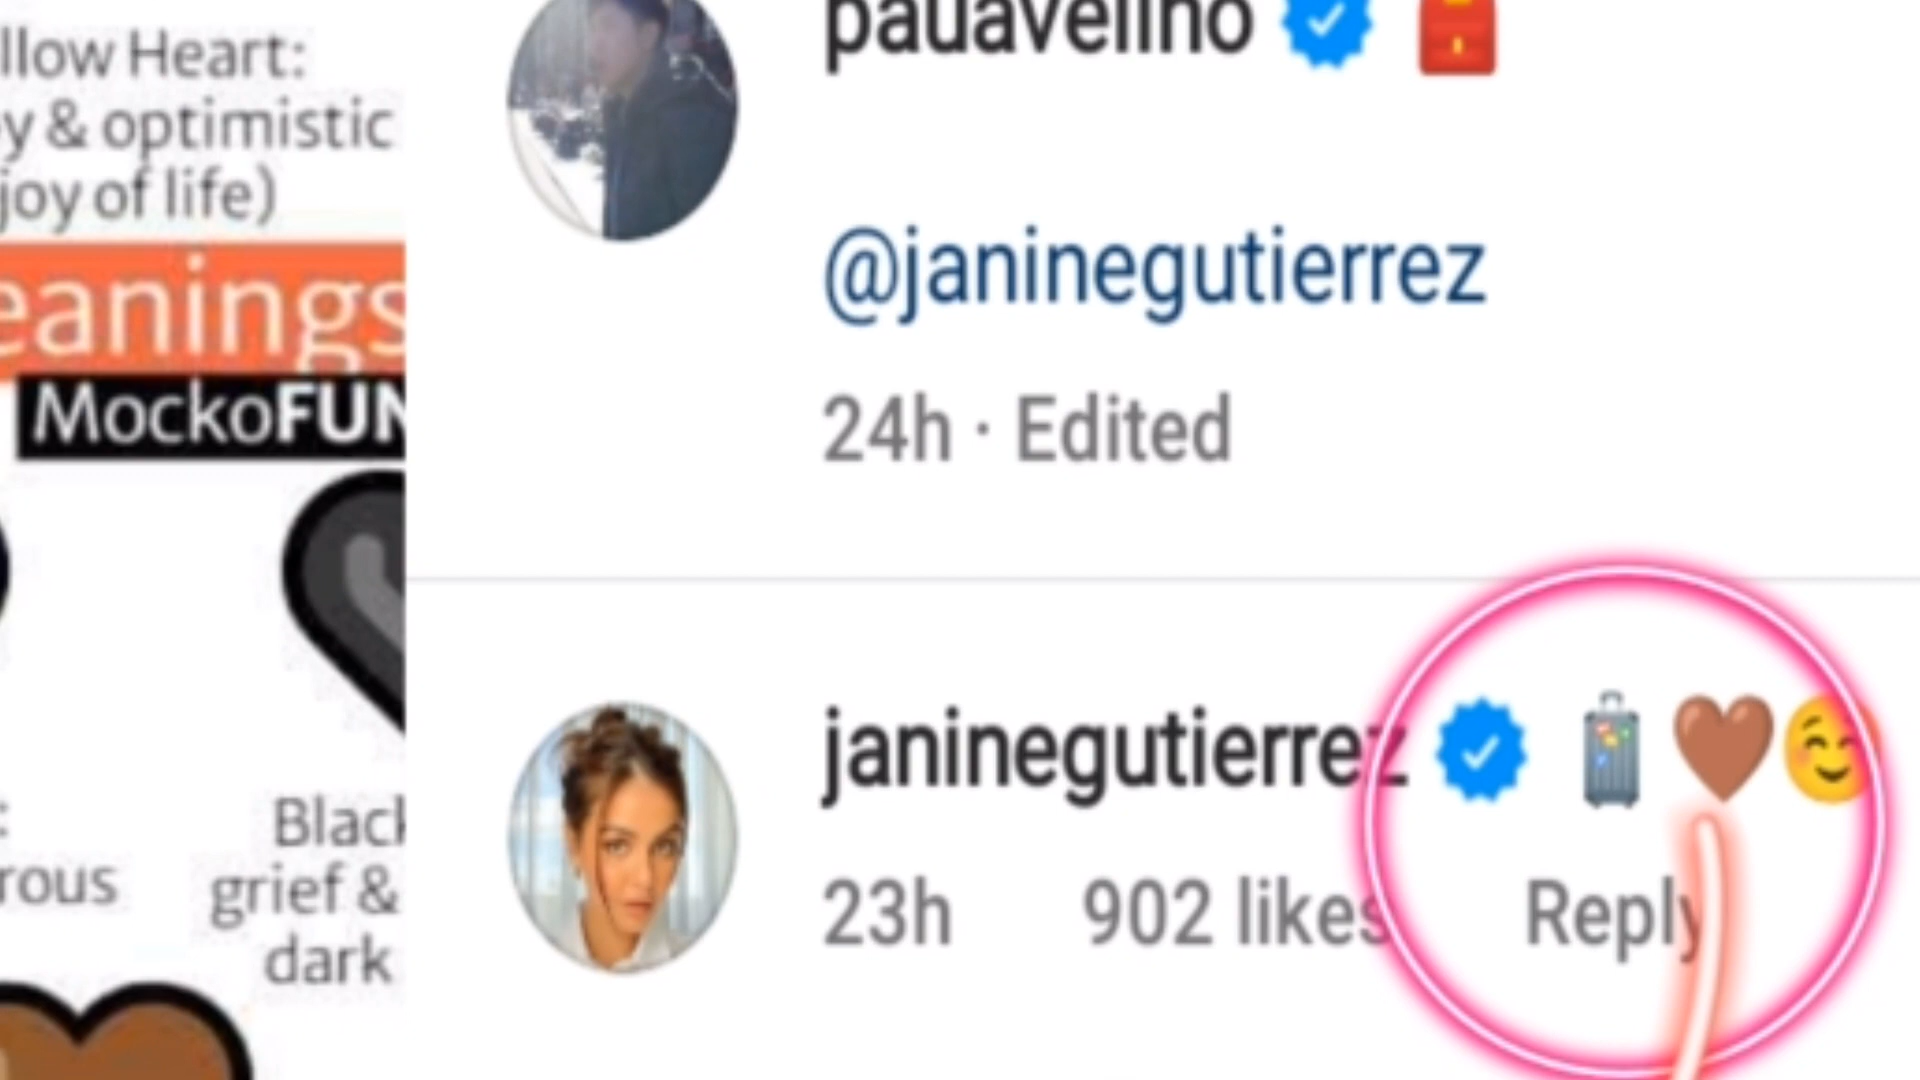 llow Heart:
y & optimistic
joy of life)
eanings
MockoFUN
:
rous
Black
grief &
dark
pauavelino
@janinegutierrez
24h · Edited
janinegutierrez
23h 902 likes Reply